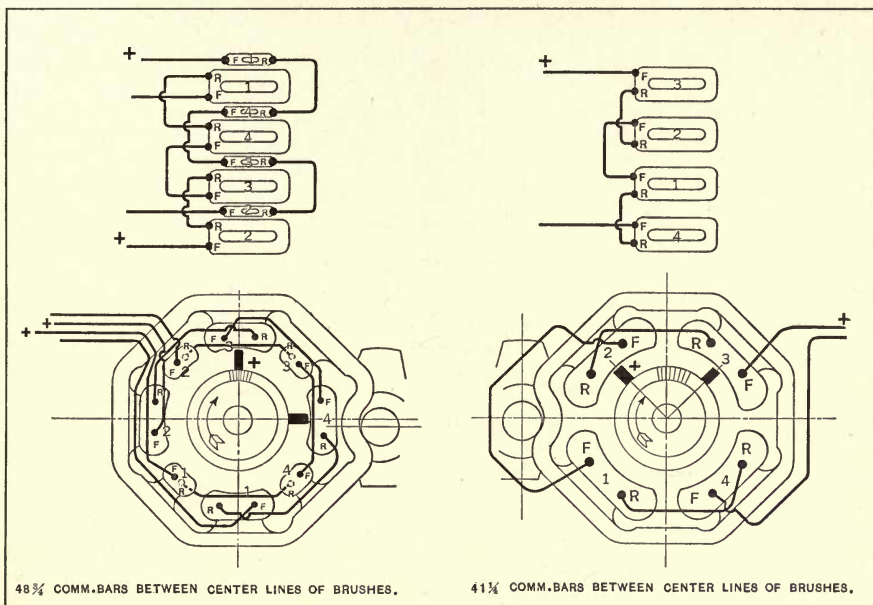 +
F 1 R
R
F
1
F 4 R
R
F
4
F 3 R
R
F
3
F 2 R
R
F
2
+
+
F
R
3
F
R
2
F
R
1
F
R
4
+
+
3
F
R
2
F
R
3
F
+
2
F
4
F
R
1
F
R
4
F
R
1
F
+
2
F
R
R
3
F
+
R
F
1
R
F
4
R
48¾ COMM.BARS BETWEEN CENTER LINES OF BRUSHES.
41¼ COMM.BARS BETWEEN CENTER LINES OF BRUSHES.